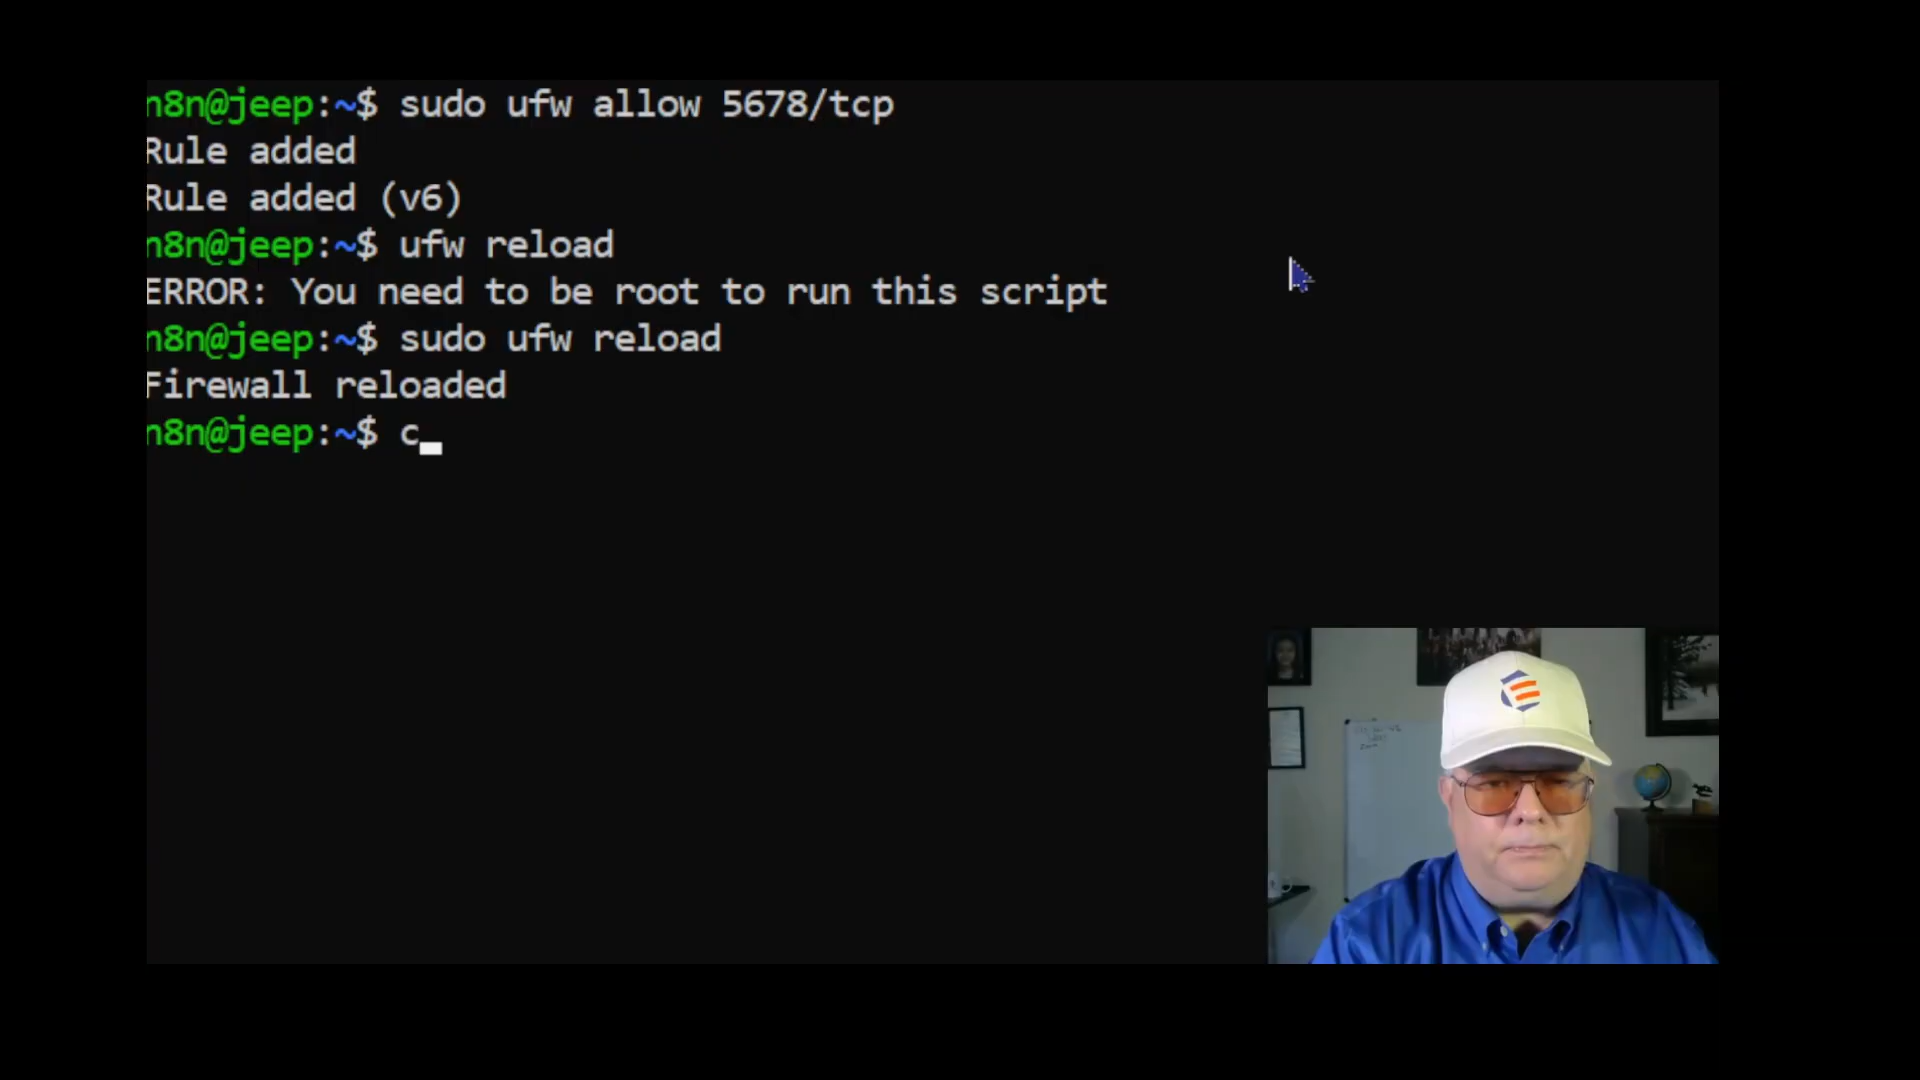 n8n@jeep:~$ sudo ufw allow 5678/tcp
Rule added
Rule added (v6)
n8n@jeep:~$ ufw reload
ERROR: You need to be root to run this script
n8n@jeep:~$ sudo ufw reload
Firewall reloaded
n8n@jeep:~$ c